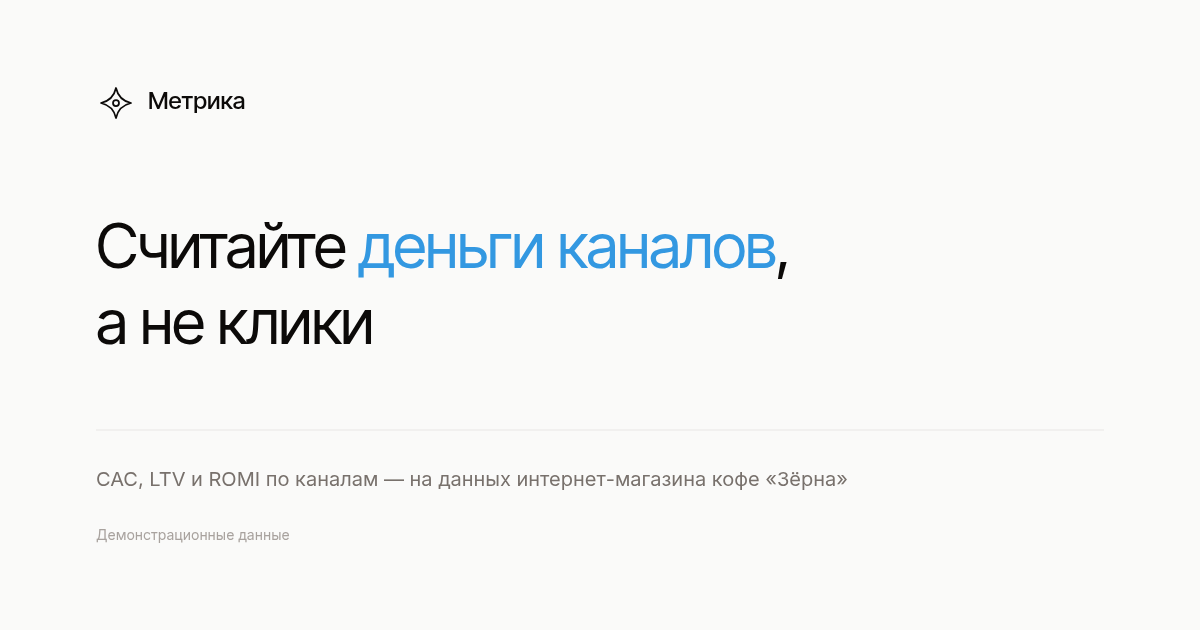 Метрика
Считайте деньги каналов,
а не клики
CAC, LTV и ROMI по каналам — на данных интернет-магазина кофе «Зёрна»
Демонстрационные данные